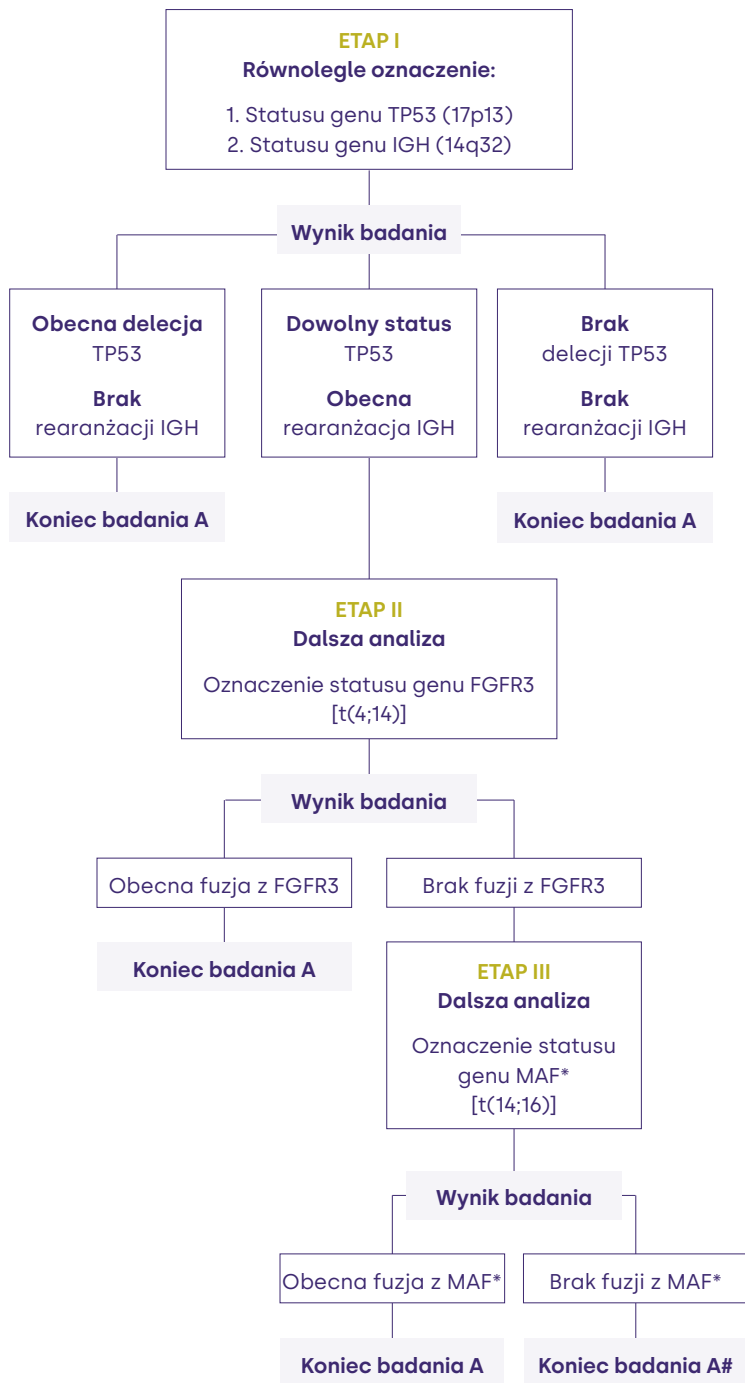 ETAP I
Równolegle oznaczenie:
1. Statusu genu TP53 (17p13)
2. Statusu genu IGH (14q32)
Wynik badania
Obecna delecja
TP53
Brak
rearanżacji IGH
Dowolny status
TP53
Obecna
rearanżacja IGH
Brak
delecji TP53
Brak
rearanżacji IGH
Koniec badania A
Koniec badania A
ETAP II
Dalsza analiza
Oznaczenie statusu genu FGFR3
[t(4;14)]
Wynik badania
Obecna fuzja z FGFR3
Brak fuzji z FGFR3
Koniec badania A
ETAP III
Dalsza analiza
Oznaczenie statusu
genu MAF*
[t(14;16)]
Wynik badania
Obecna fuzja z MAF*
Brak fuzji z MAF*
Koniec badania A
Koniec badania A#